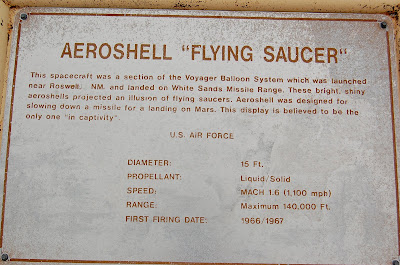 AEROSHELL "FLYING SAUCER"
This spacecraft was a section of the Voyager Balloon System which was launched
near Roswell, NM, and landed on White Sands Missile Range. These bright, shiny
aeroshells projected an illusion of flying saucers. Aeroshell was designed for
slowing down a missile for a landing on Mars. This display is believed to be the
only one "in captivity".
U.S. AIR FORCE
DIAMETER: 15 Ft.
PROPELLANT: Liquid/Solid
SPEED: MACH 1.6 (1,100 mph)
RANGE: Maximum 140,000 Ft.
FIRST FIRING DATE: 1966/1967